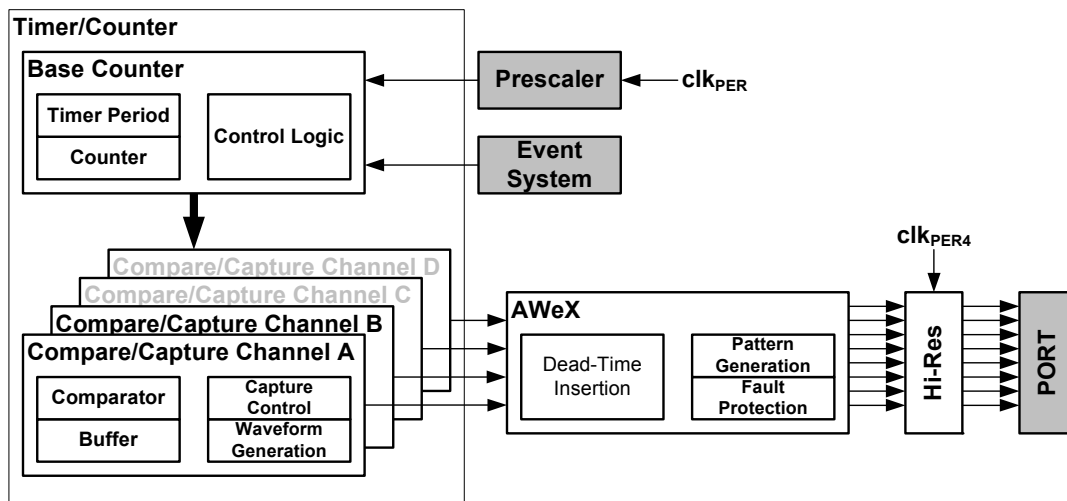 Timer/Counter
Base Counter
Timer Period
Counter
Control Logic
Prescaler
clkPER
Event
System
Compare/Capture Channel D
Compare/Capture Channel C
Compare/Capture Channel B
Compare/Capture Channel A
Comparator
Buffer
Capture
Control
Waveform
Generation
AWeX
Dead-Time
Insertion
Pattern
Generation
Fault
Protection
clkPER4
Hi-Res
PORT